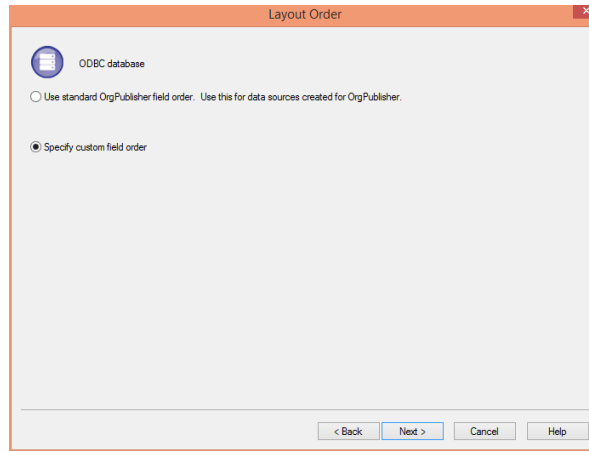 Layout Order
ODBC database
Use standard OrgPublisher field order. Use this for data sources created for OrgPublisher.
Specify custom field order
< Back Next > Cancel Help